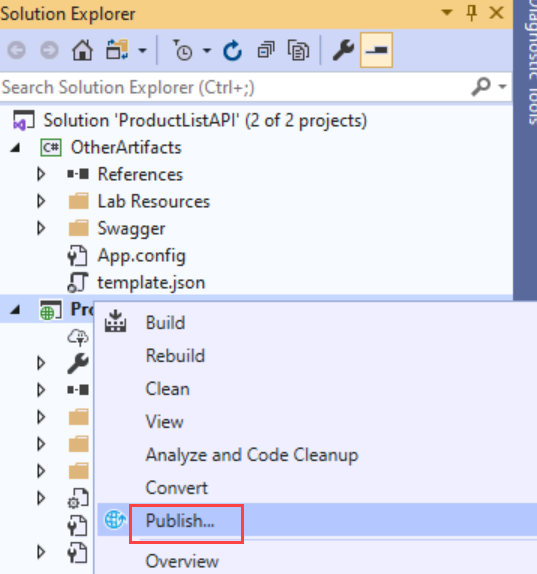 Solution Explorer
Diagnostic Tools
Search Solution Explorer (Ctrl+;)
Solution 'ProductListAPI' (2 of 2 projects)
C# OtherArtifacts
References
Lab Resources
Swagger
App.config
template.json
Build
Rebuild
Clean
View
Analyze and Code Cleanup
Convert
Publish...
Overview